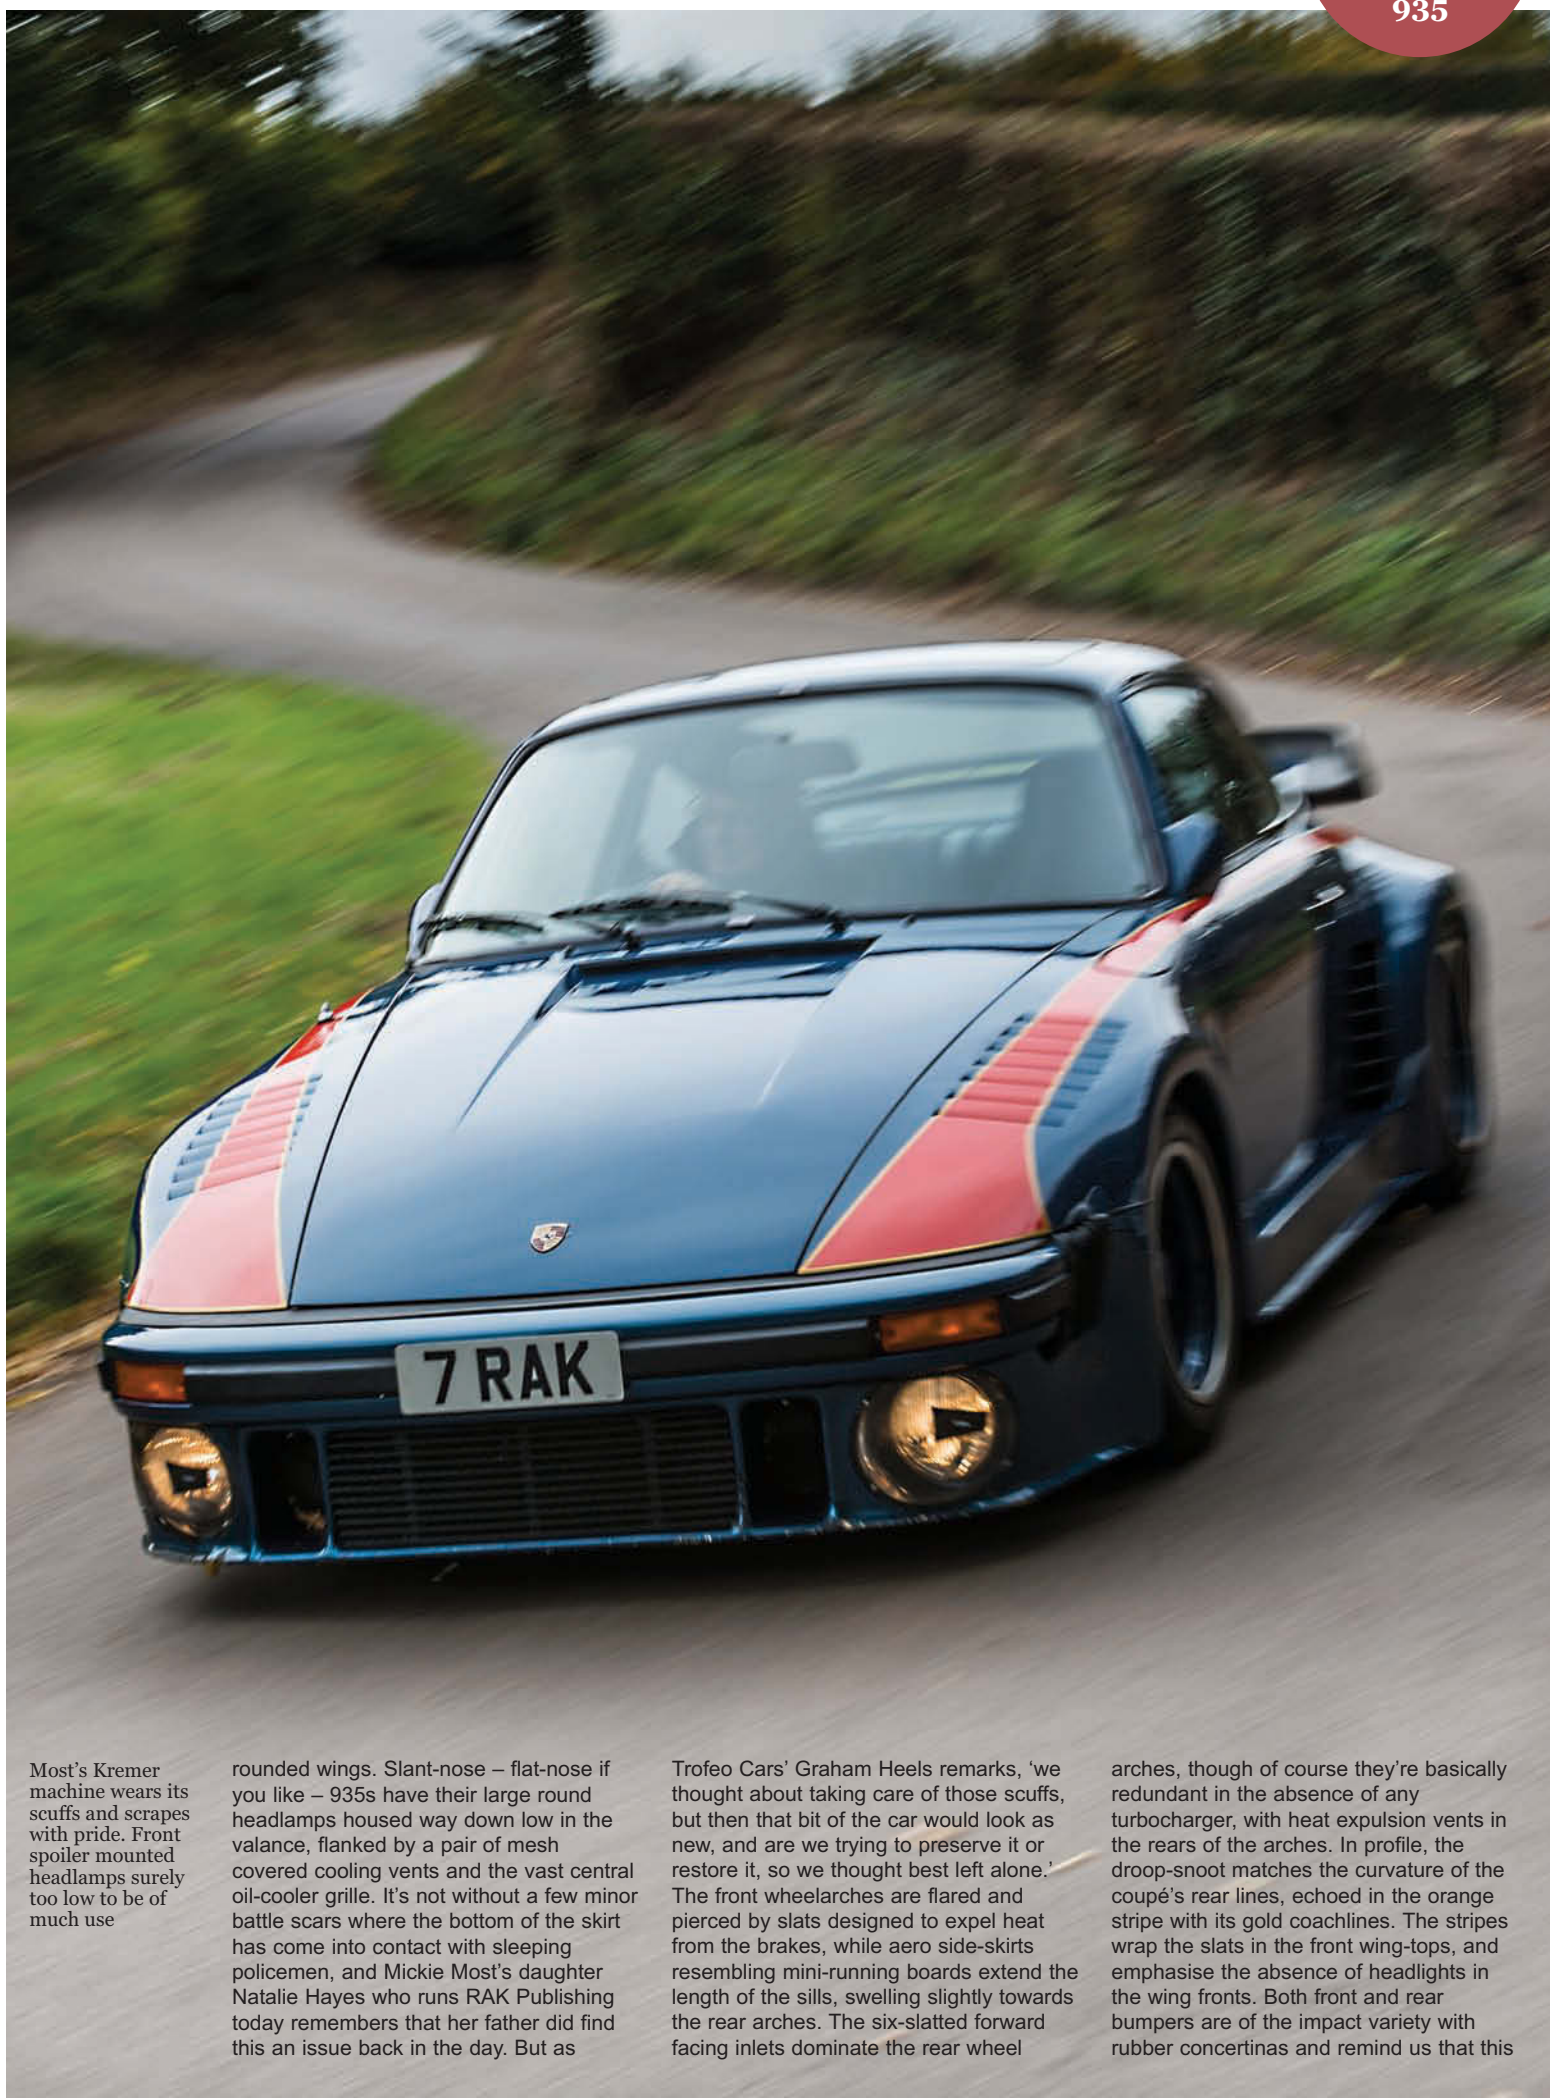 935
7 RAK
Most's Kremer
machine wears its
scuffs and scrapes
with pride. Front
spoiler mounted
headlamps surely
too low to be of
much use
rounded wings. Slant-nose – flat-nose if
you like – 935s have their large round
headlamps housed way down low in the
valance, flanked by a pair of mesh
covered cooling vents and the vast central
oil-cooler grille. It's not without a few minor
battle scars where the bottom of the skirt
has come into contact with sleeping
policemen, and Mickie Most's daughter
Natalie Hayes who runs RAK Publishing
today remembers that her father did find
this an issue back in the day. But as
Trofeo Cars' Graham Heels remarks, 'we
thought about taking care of those scuffs,
but then that bit of the car would look as
new, and are we trying to preserve it or
restore it, so we thought best left alone.'
The front wheelarches are flared and
pierced by slats designed to expel heat
from the brakes, while aero side-skirts
resembling mini-running boards extend the
length of the sills, swelling slightly towards
the rear arches. The six-slatted forward
facing inlets dominate the rear wheel
arches, though of course they're basically
redundant in the absence of any
turbocharger, with heat expulsion vents in
the rears of the arches. In profile, the
droop-snoot matches the curvature of the
coupé's rear lines, echoed in the orange
stripe with its gold coachlines. The stripes
wrap the slats in the front wing-tops, and
emphasise the absence of headlights in
the wing fronts. Both front and rear
bumpers are of the impact variety with
rubber concertinas and remind us that this